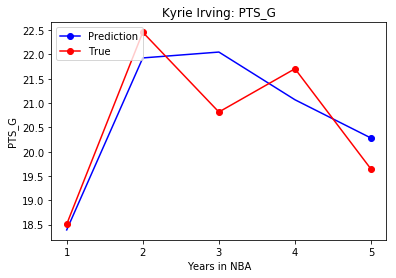 Kyrie Irving: PTS_G
Prediction
True
22.5
22.0
21.5
21.0
20.5
20.0
19.5
19.0
18.5
PTS_G
1 2 3 4 5
Years in NBA